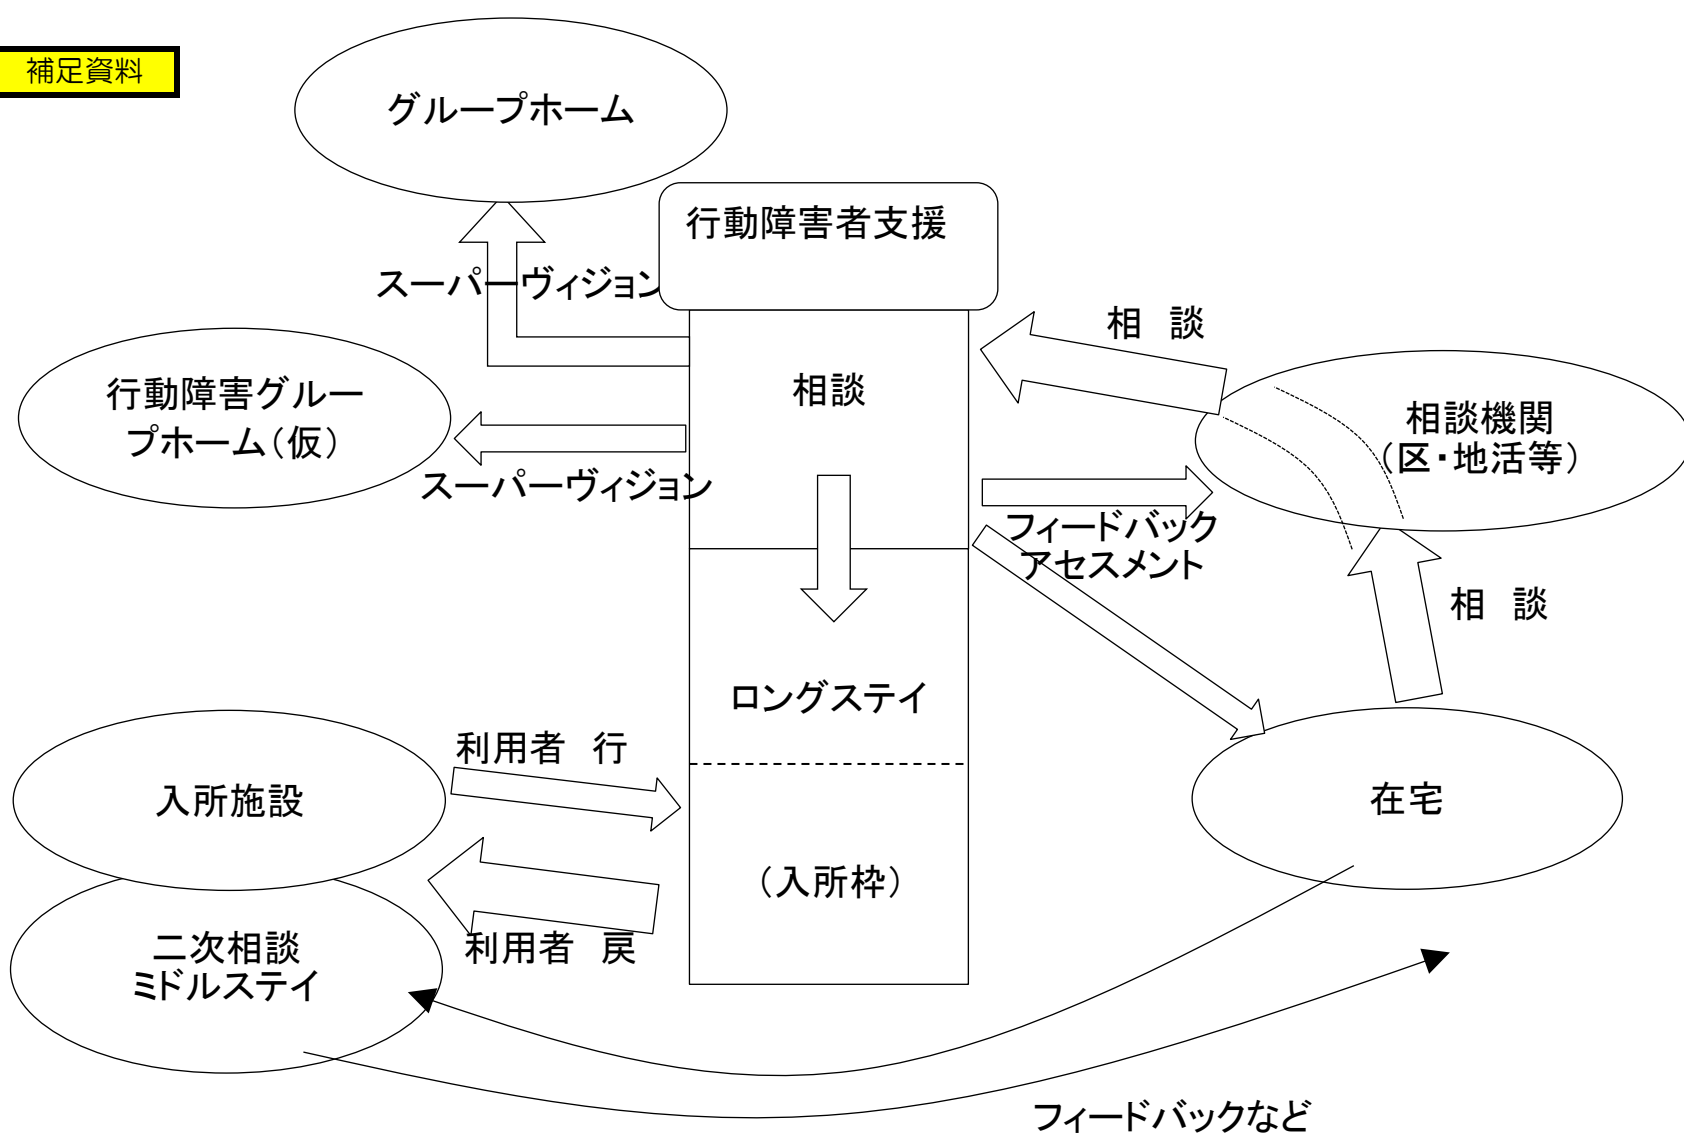 補足資料
グループホーム
行動障害者支援
スーパーヴィジョン
相　談
行動障害グルー
プホーム（仮）
相談
相談機関
（区・地活等）
スーパーヴィジョン
フィードバック
アセスメント
相　談
ロングステイ
利用者　行
入所施設
在宅
（入所枠）
利用者　戻
二次相談
ミドルステイ
フィードバックなど